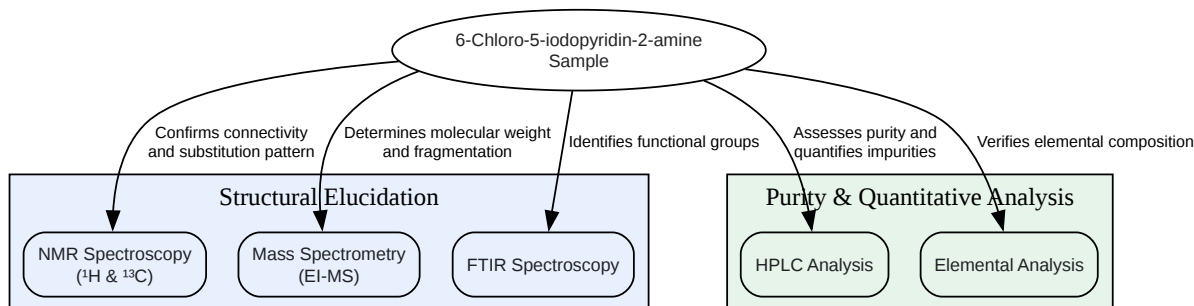 6-Chloro-5-iodopyridin-2-amine
Sample
Confirms connectivity
and substitution pattern
Determines molecular weight
and fragmentation
Identifies functional groups
Assesses purity and
quantifies impurities
Verifies elemental composition
Structural Elucidation
Purity & Quantitative Analysis
NMR Spectroscopy
(¹H & ¹³C)
Mass Spectrometry
(EI-MS)
FTIR Spectroscopy
HPLC Analysis
Elemental Analysis